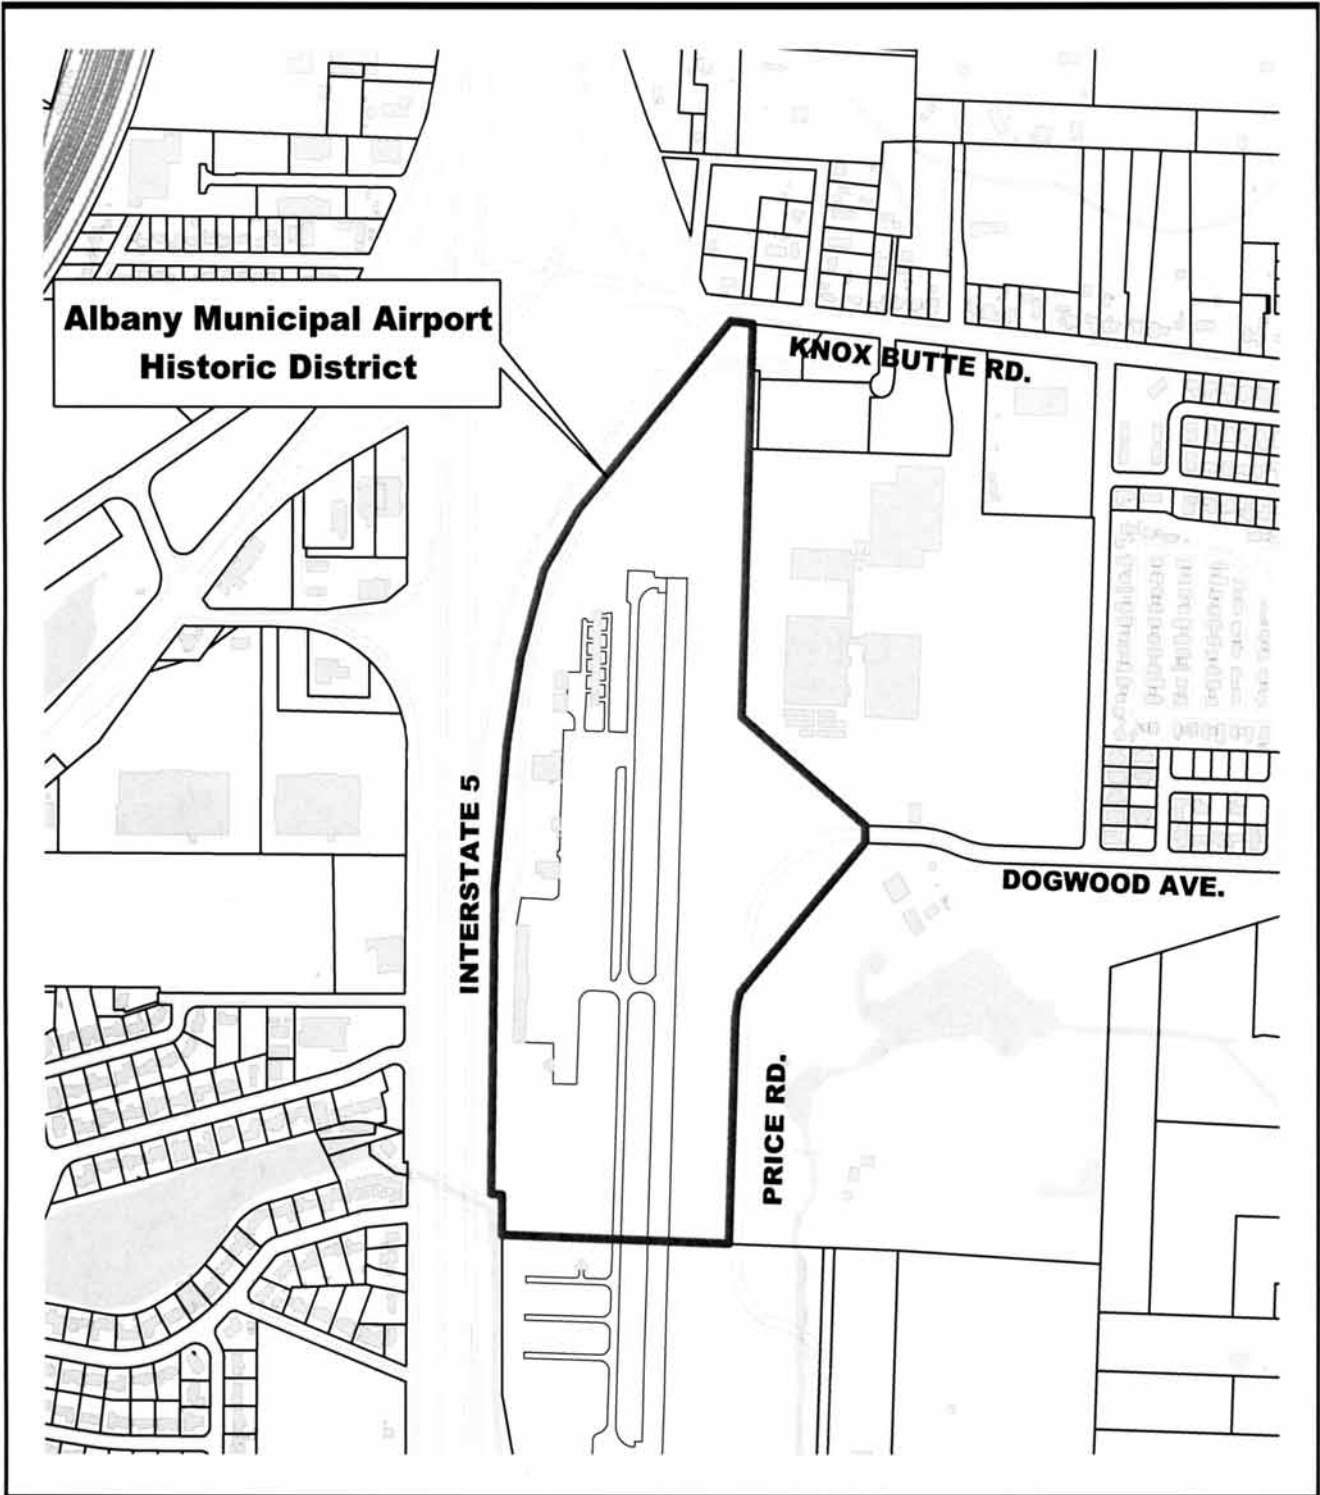 Albany Municipal Airport
Historic District
KNOX BUTTE RD.
INTERSTATE 5
DOGWOOD AVE.
PRICE RD.